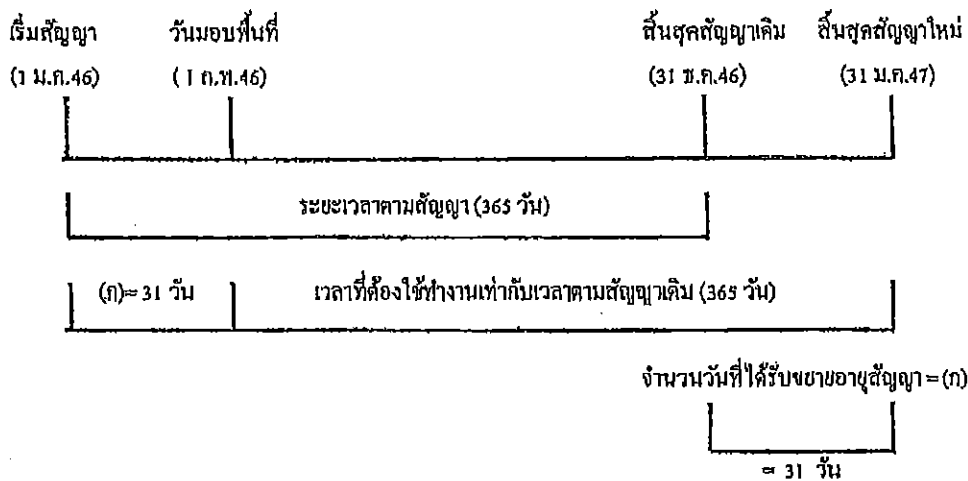 เริ่มสัญญา วันมอบพื้นที่ สิ้นสุดสัญญาเดิม สิ้นสุดสัญญาใหม่
(1 ม.ค.46) (1 ก.พ.46) (31 ธ.ค.46) (31 ม.ค.47)
ระยะเวลาตามสัญญา (365 วัน)
(ก)= 31 วัน เวลาที่ต้องใช้ทำงานเท่ากับเวลาตามสัญญาเดิม (365 วัน)
จำนวนวันที่ได้รับขยายอายุสัญญา = (ก)
= 31 วัน